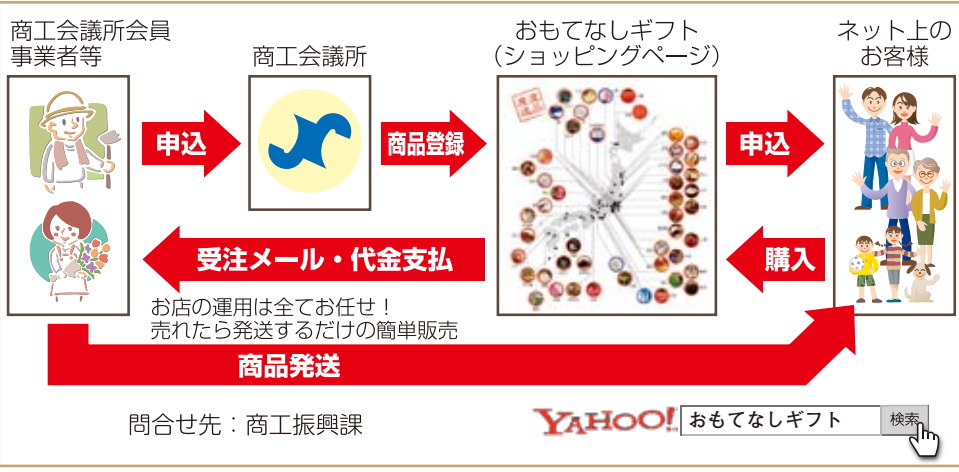 商工会議所会員
事業者等
商工会議所
おもてなしギフト
(ショッピングページ)
ネット上の
お客様
申込
商品登録
申込
受注メール・代金支払
購入
お店の運用は全てお任せ!
売れたら発送するだけの簡単販売
商品発送
問合せ先:商工振興課
YAHOO! おもてなしギフト 検索